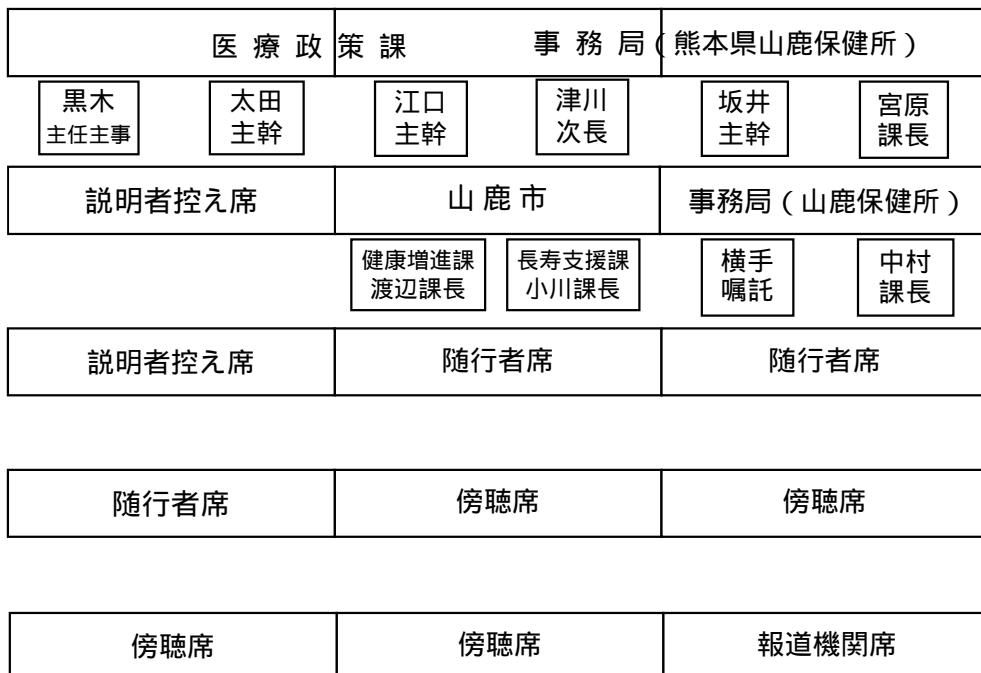 医療政策課 事務局(熊本県山鹿保健所)
黒木 太田 江口 津川 坂井 宮原
主任主事 主幹 主幹 次長 主幹 課長
説明者控え席 山鹿市 事務局(山鹿保健所)
健康増進課 長寿支援課 横手 中村
渡辺課長 小川課長 嘱託 課長
説明者控え席 随行者席 随行者席
随行者席 傍聴席 傍聴席
傍聴席 傍聴席 報道機関席